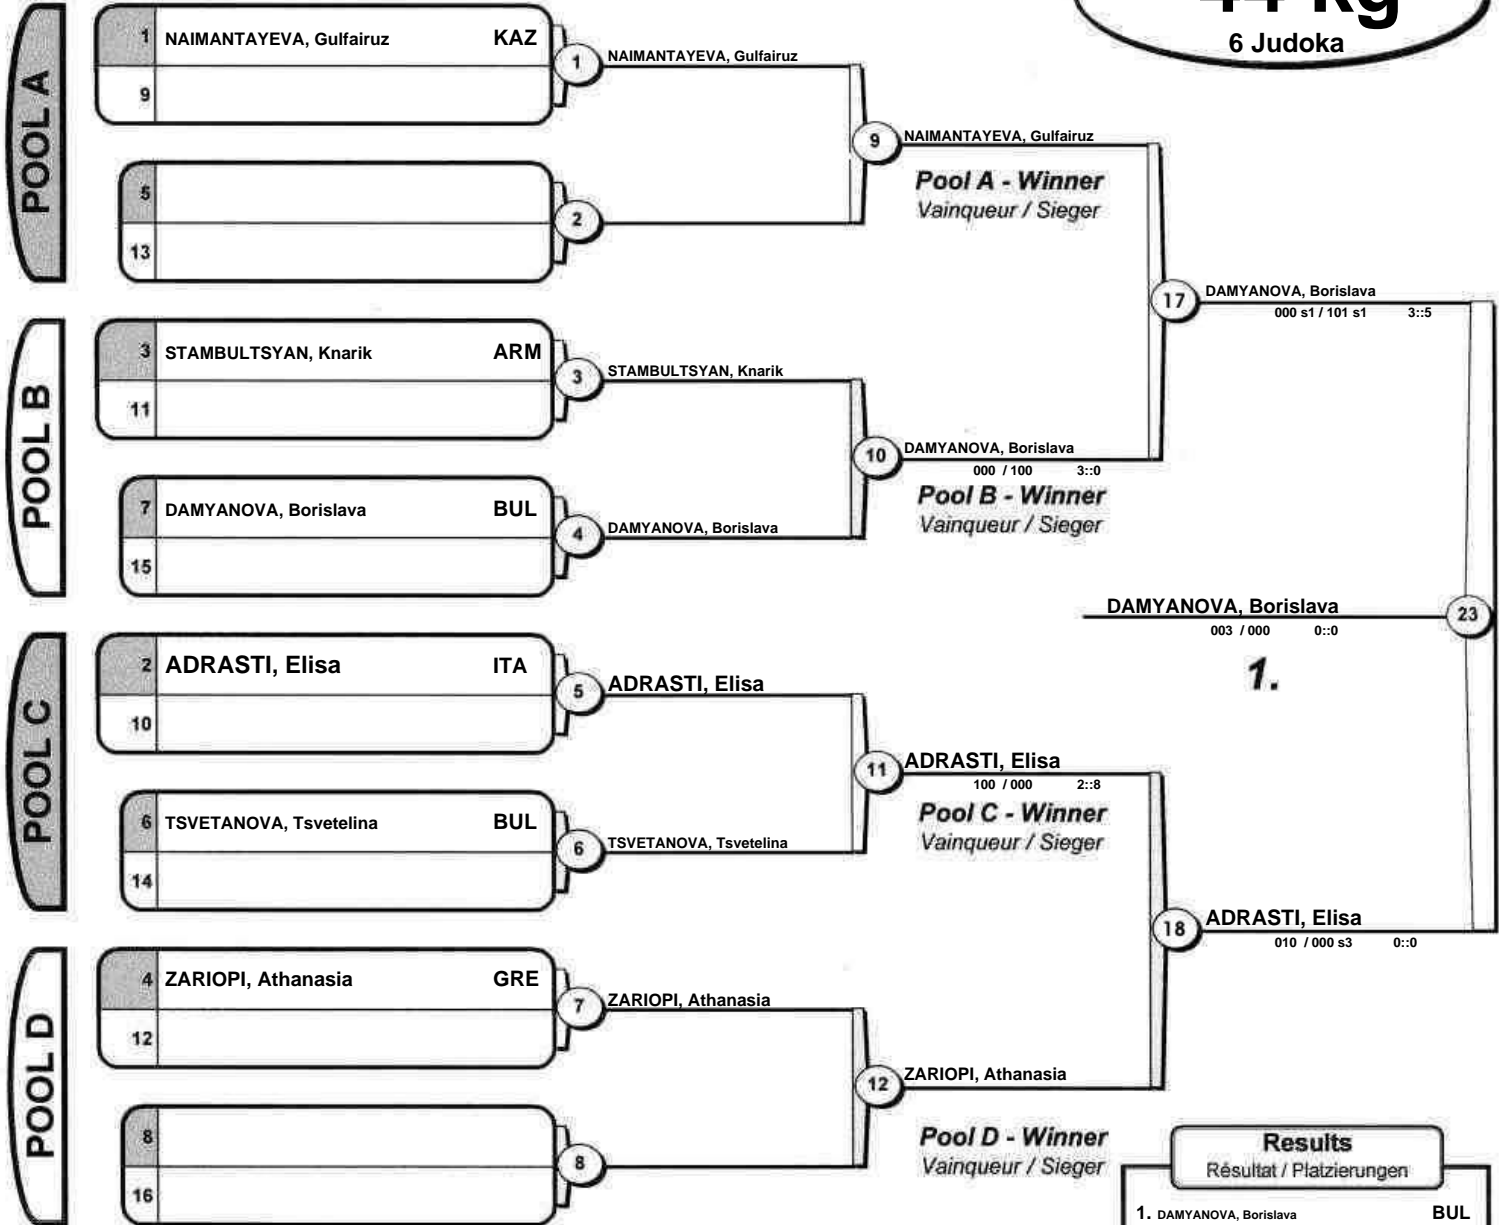 44 kg
6 Judoka
POOL A
1 NAIMANTAYEVA, Gulfairuz KAZ
9
5
13
1 NAIMANTAYEVA, Gulfairuz
2
9 NAIMANTAYEVA, Gulfairuz
Pool A - Winner
Vainqueur / Sieger
POOL B
3 STAMBULTSYAN, Knarik ARM
11
7 DAMYANOVA, Borislava BUL
15
3 STAMBULTSYAN, Knarik
4 DAMYANOVA, Borislava
10 DAMYANOVA, Borislava
000 / 100 3::0
Pool B - Winner
Vainqueur / Sieger
17 DAMYANOVA, Borislava
000 s1 / 101 s1 3::5
DAMYANOVA, Borislava 23
003 / 000 0::0
1.
POOL C
2 ADRASTI, Elisa ITA
10
6 TSVETANOVA, Tsvetelina BUL
14
5 ADRASTI, Elisa
6 TSVETANOVA, Tsvetelina
11 ADRASTI, Elisa
100 / 000 2::8
Pool C - Winner
Vainqueur / Sieger
18 ADRASTI, Elisa
010 / 000 s3 0::0
POOL D
4 ZARIOPI, Athanasia GRE
12
8
16
7 ZARIOPI, Athanasia
8
12 ZARIOPI, Athanasia
Pool D - Winner
Vainqueur / Sieger
Results
Résultat / Platzierungen
1. DAMYANOVA, Borislava BUL